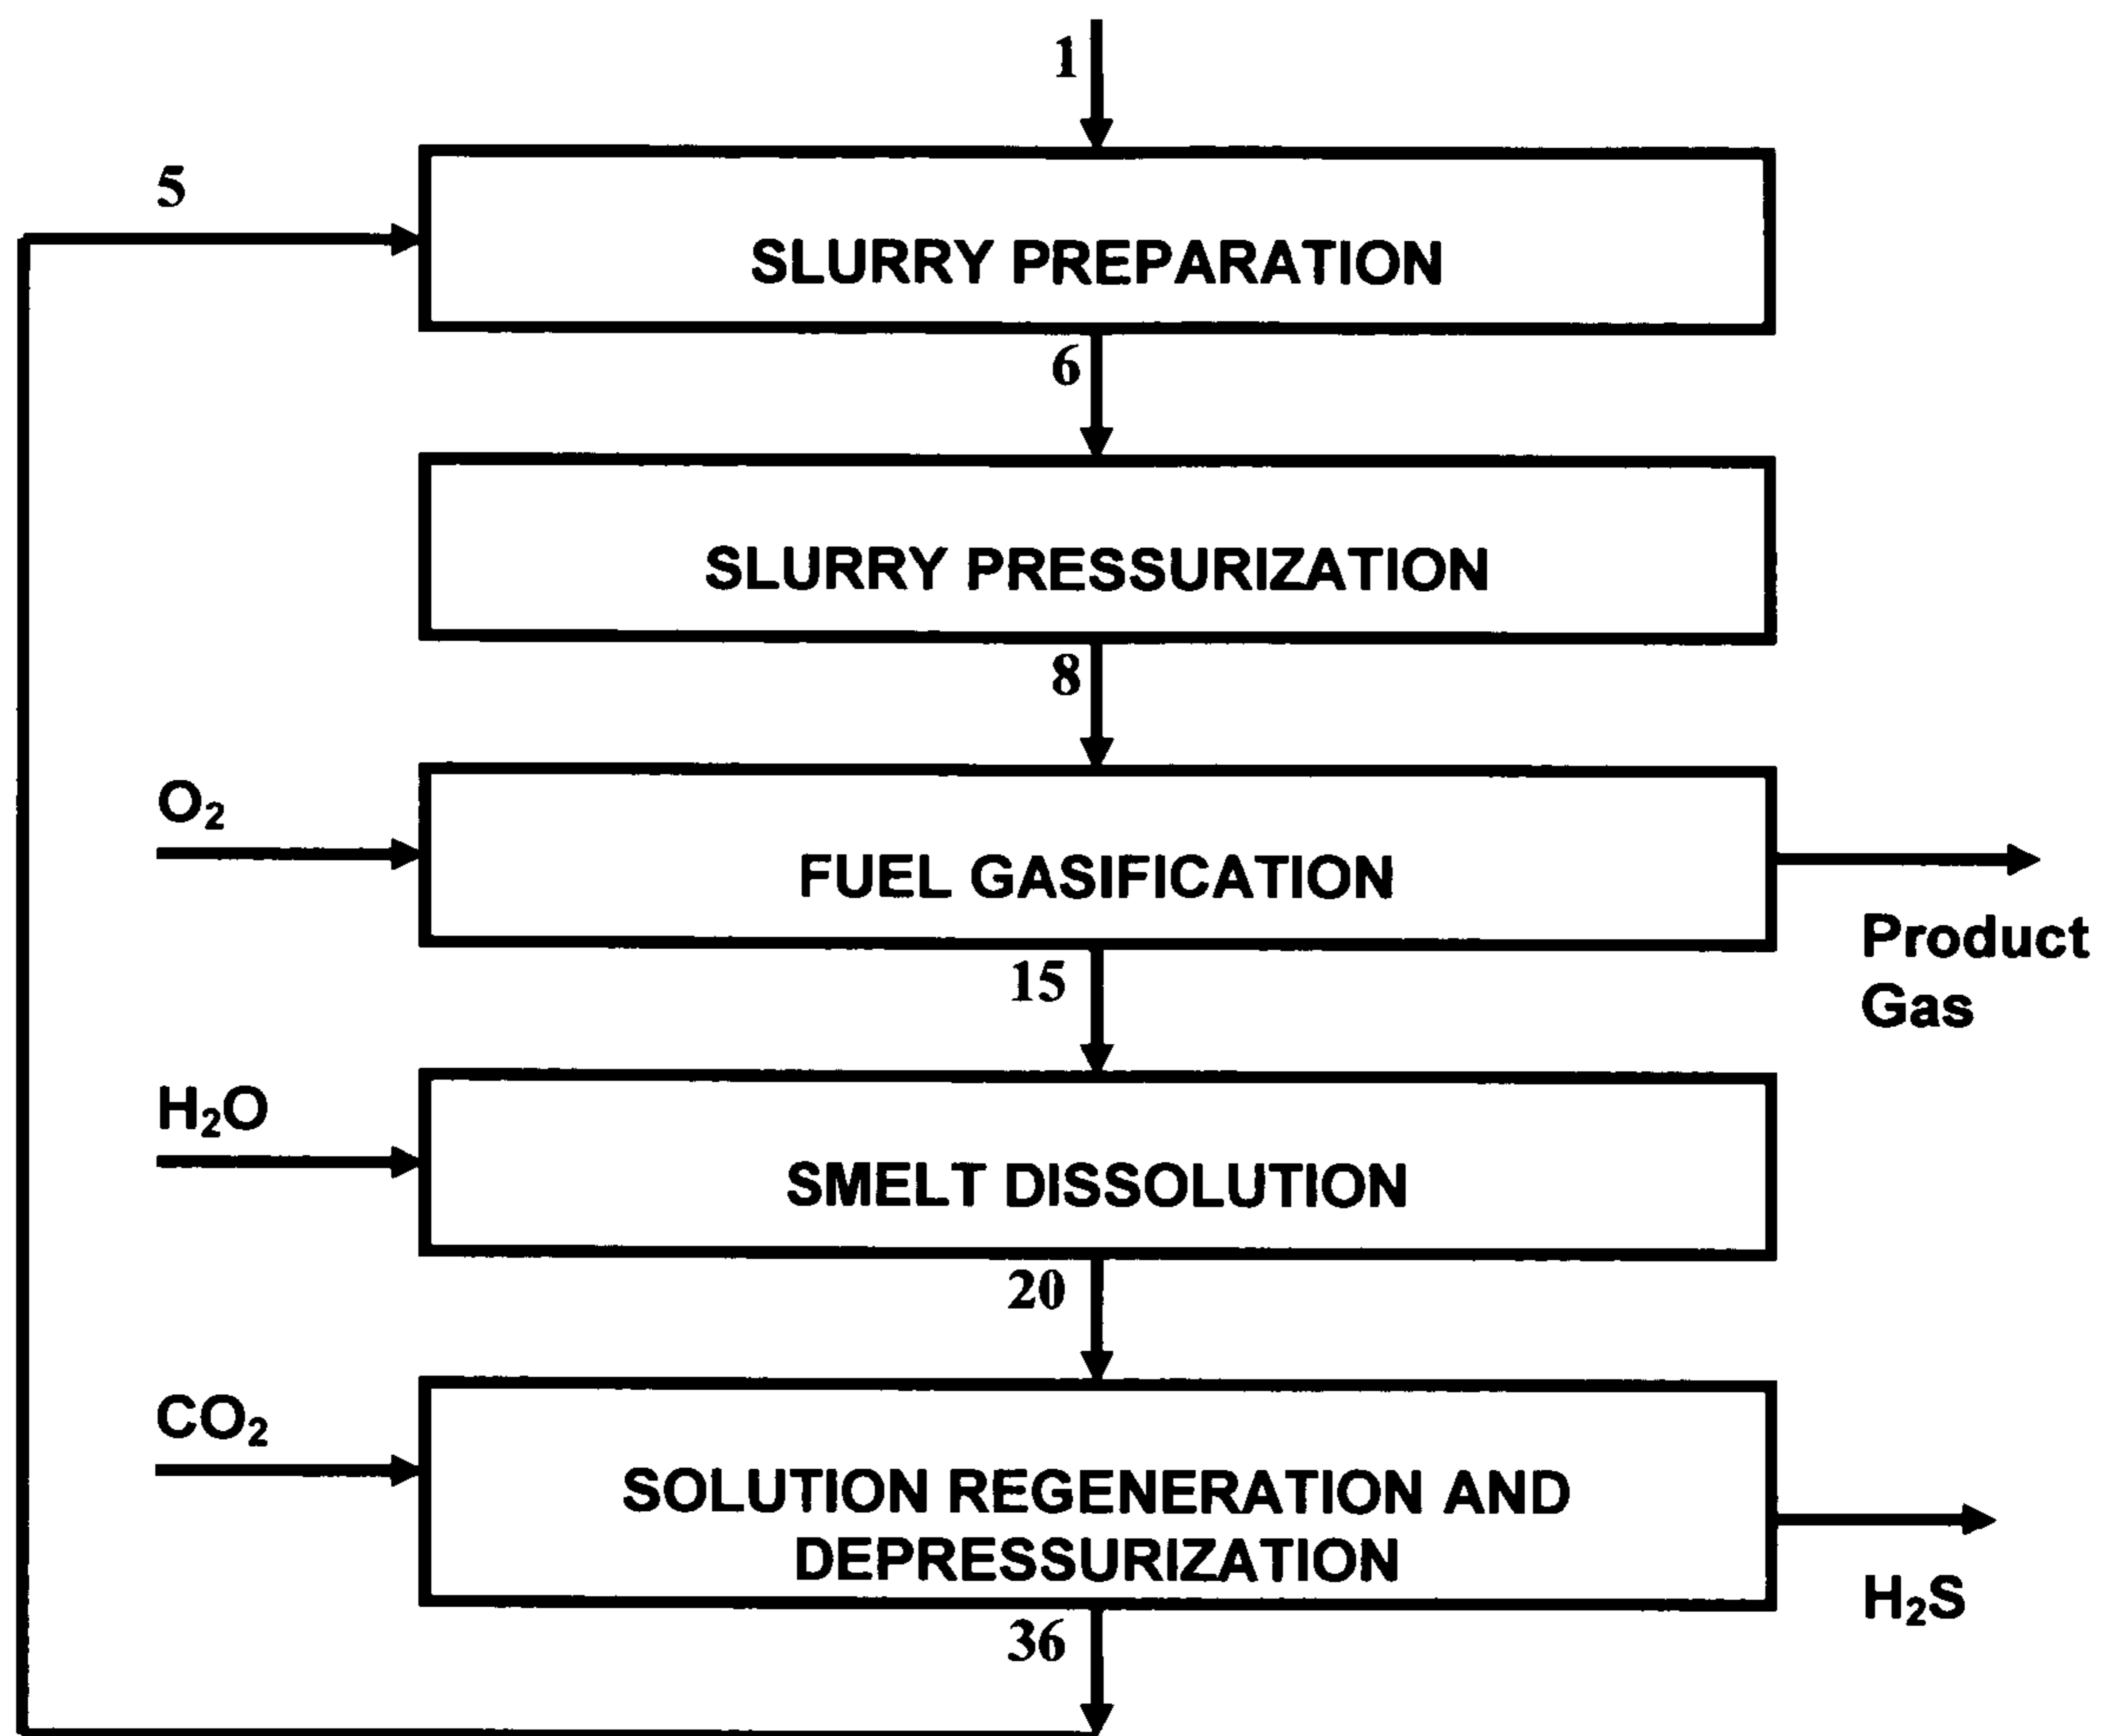 1
5
SLURRY PREPARATION
6
SLURRY PRESSURIZATION
8
O₂
FUEL GASIFICATION
Product
Gas
15
H₂O
SMELT DISSOLUTION
20
CO₂
SOLUTION REGENERATION AND
DEPRESSURIZATION
H₂S
36